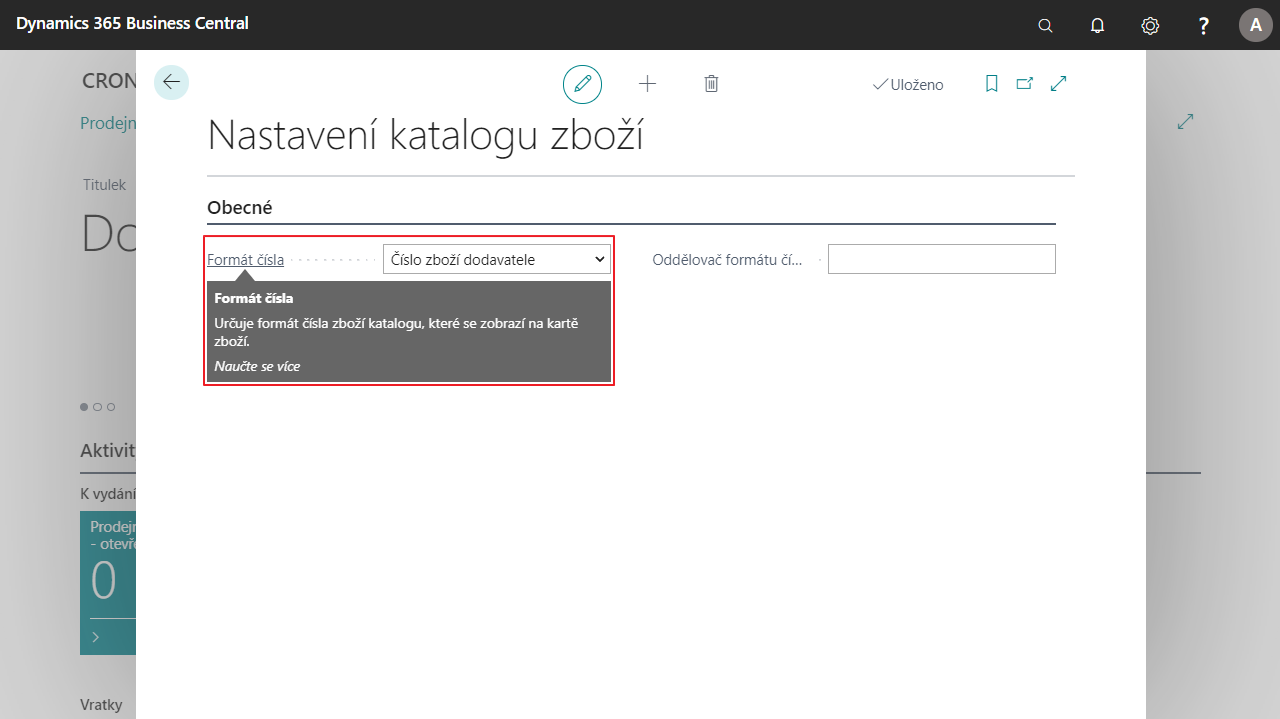 Dynamics 365 Business Central
?
A
CRON
Prodejn
Titulek
Do
Aktivit
K vydání
Prodejn
- otevře
0
Vratky
Uloženo
Nastavení katalogu zboží
Obecné
Formát čísla
Číslo zboží dodavatele
Oddělovač formátu čí...
Formát čísla
Určuje formát čísla zboží katalogu, které se zobrazí na kartě
zboží.
Naučte se více